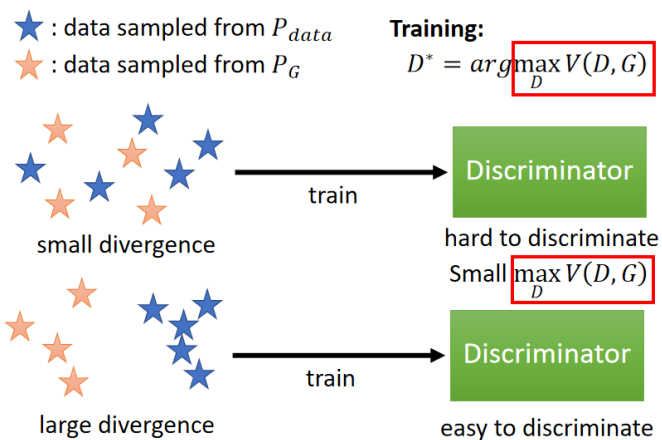 : data sampled from P_data
: data sampled from P_G
Training:
D* = arg max_D V(D, G)
small divergence
train
Discriminator
hard to discriminate
Small max_D V(D, G)
large divergence
train
Discriminator
easy to discriminate